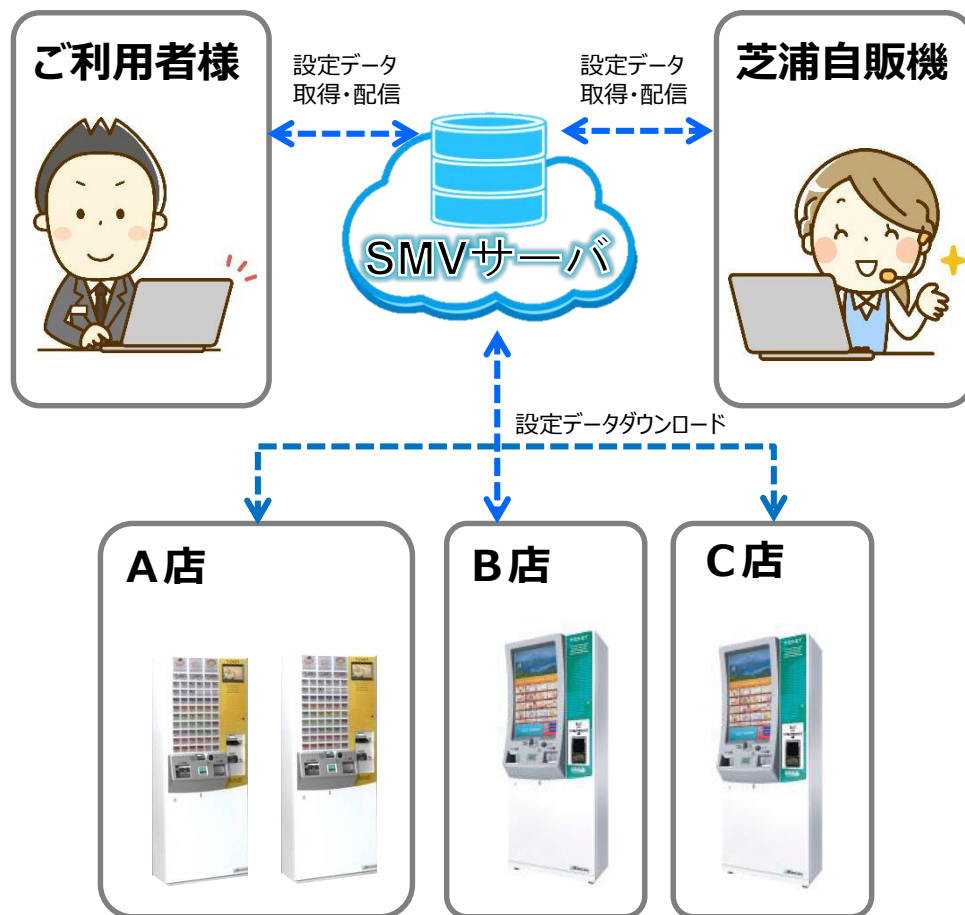 ご利用者様
設定データ
取得・配信
設定データ
取得・配信
芝浦自販機
SMVサーバ
設定データダウンロード
A店
B店
C店